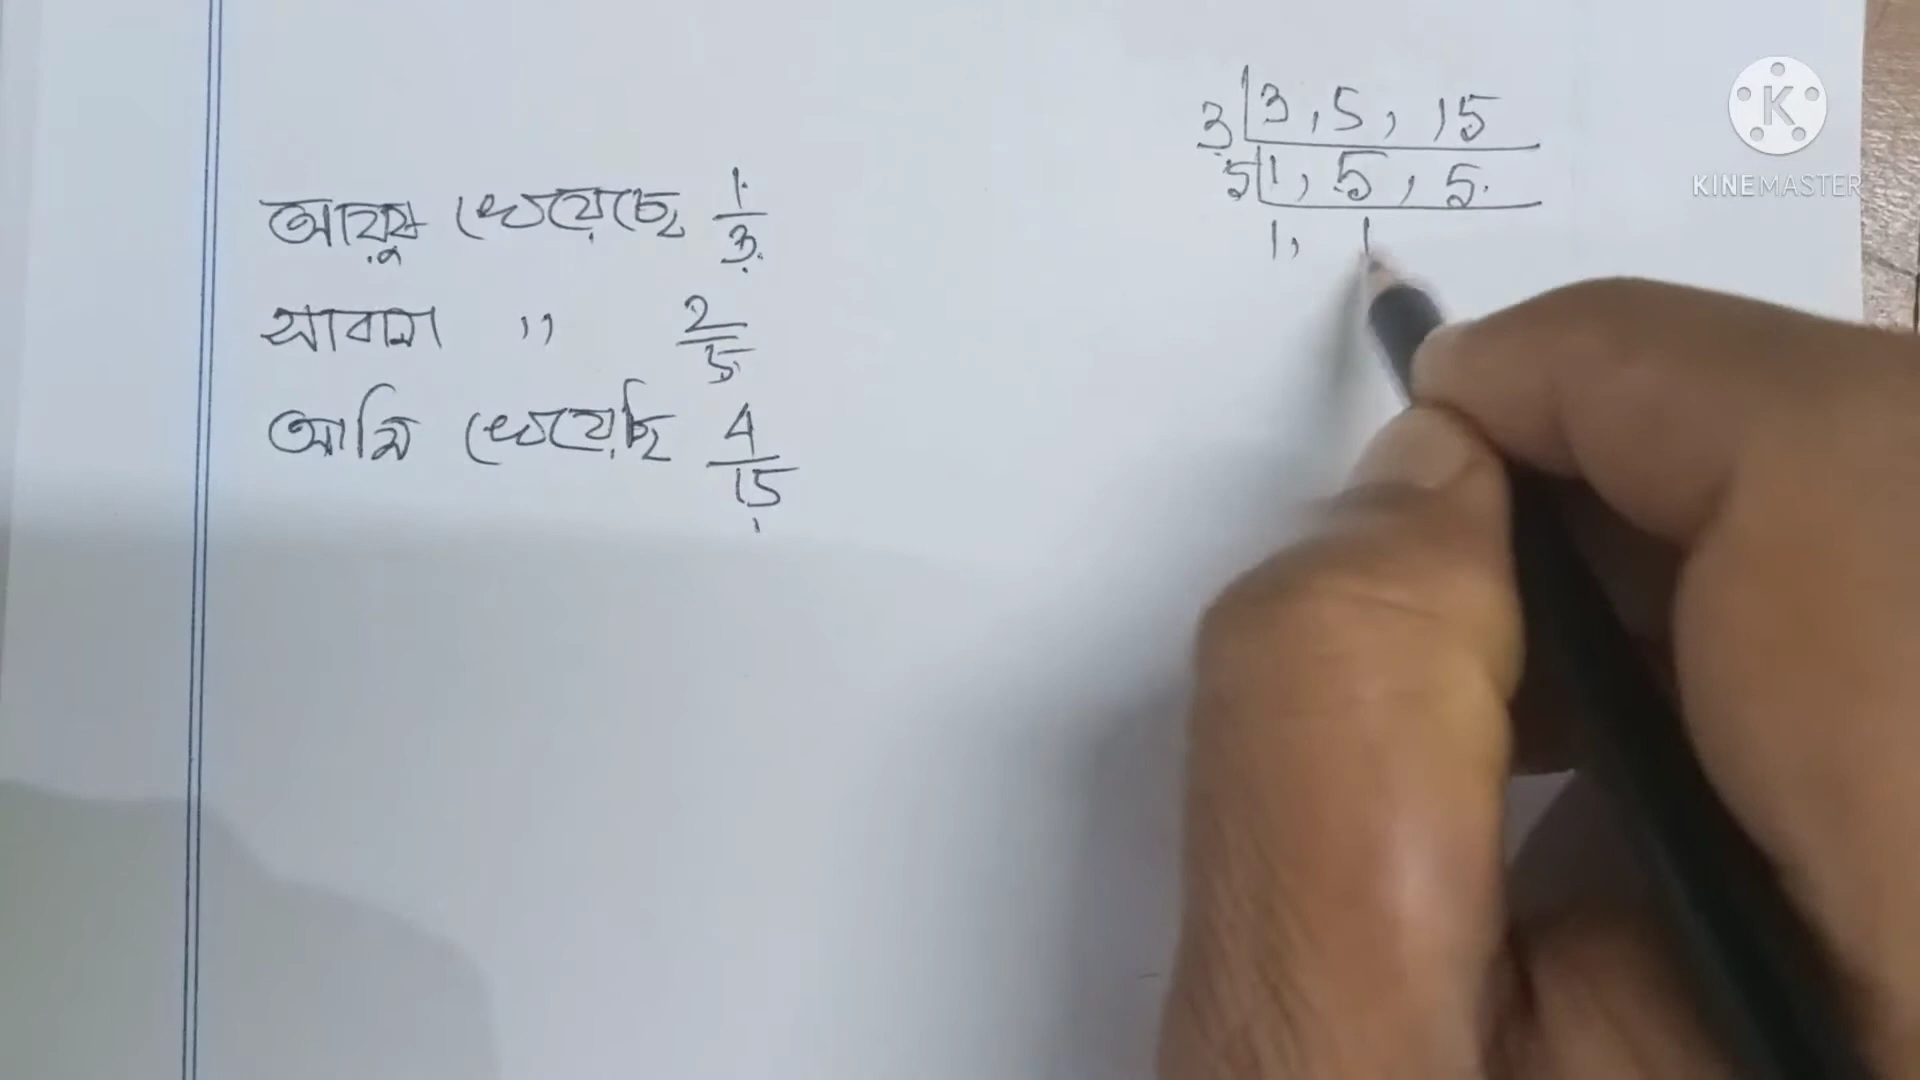 আয়ুষ খেয়েছে 1/3
সাবানা ,, 2/5
আমি খেয়েছি 4/15
3 | 3, 5, 15
5 | 1, 5, 5
1, 1
K
KINEMASTER